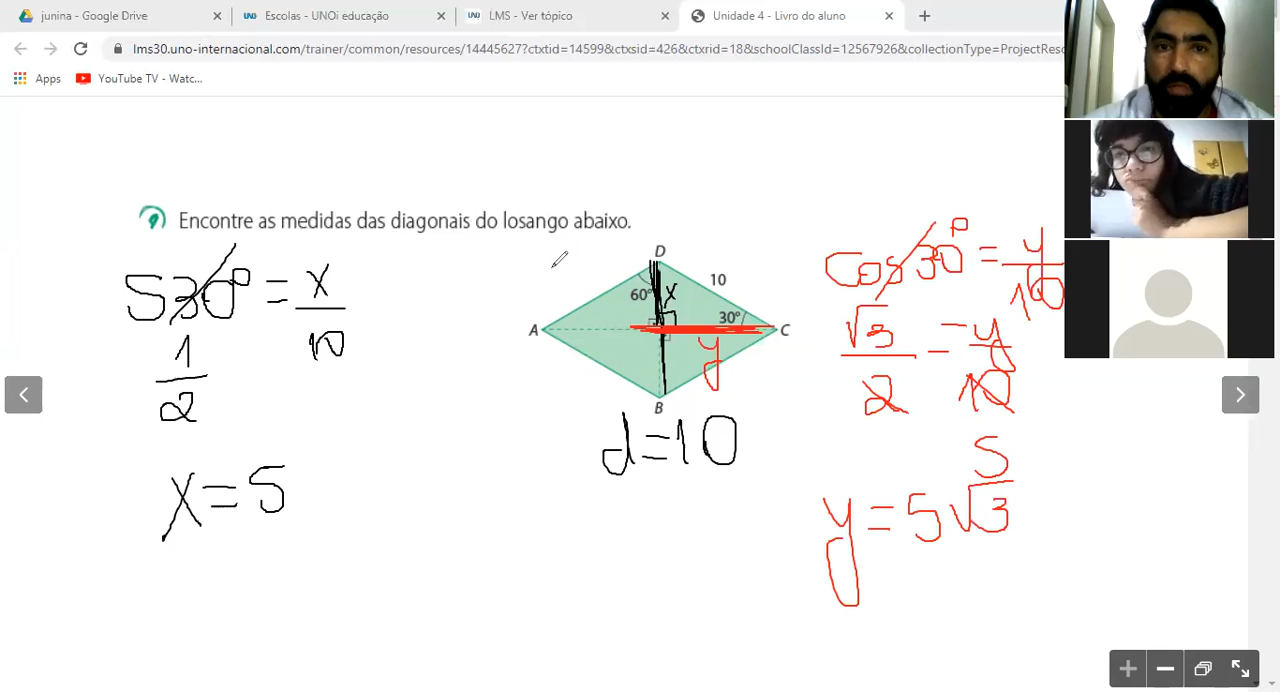 junina - Google Drive
Escolas - UNOi educação
LMS - Ver tópico
Unidade 4 - Livro do aluno
lms30.uno-internacional.com/trainer/common/resources/14445627?ctxtid=14599&ctxsid=426&ctxrid=18&schoolClassId=12567926&collectionType=ProjectReso
Apps
YouTube TV - Watc...
9 Encontre as medidas das diagonais do losango abaixo.
S30º = x/10
1/2
x = 5
D
10
60°
x
30°
A
C
y
B
d = 10
cos 30º = y/10
√3/2 = y/10
5
y = 5√3